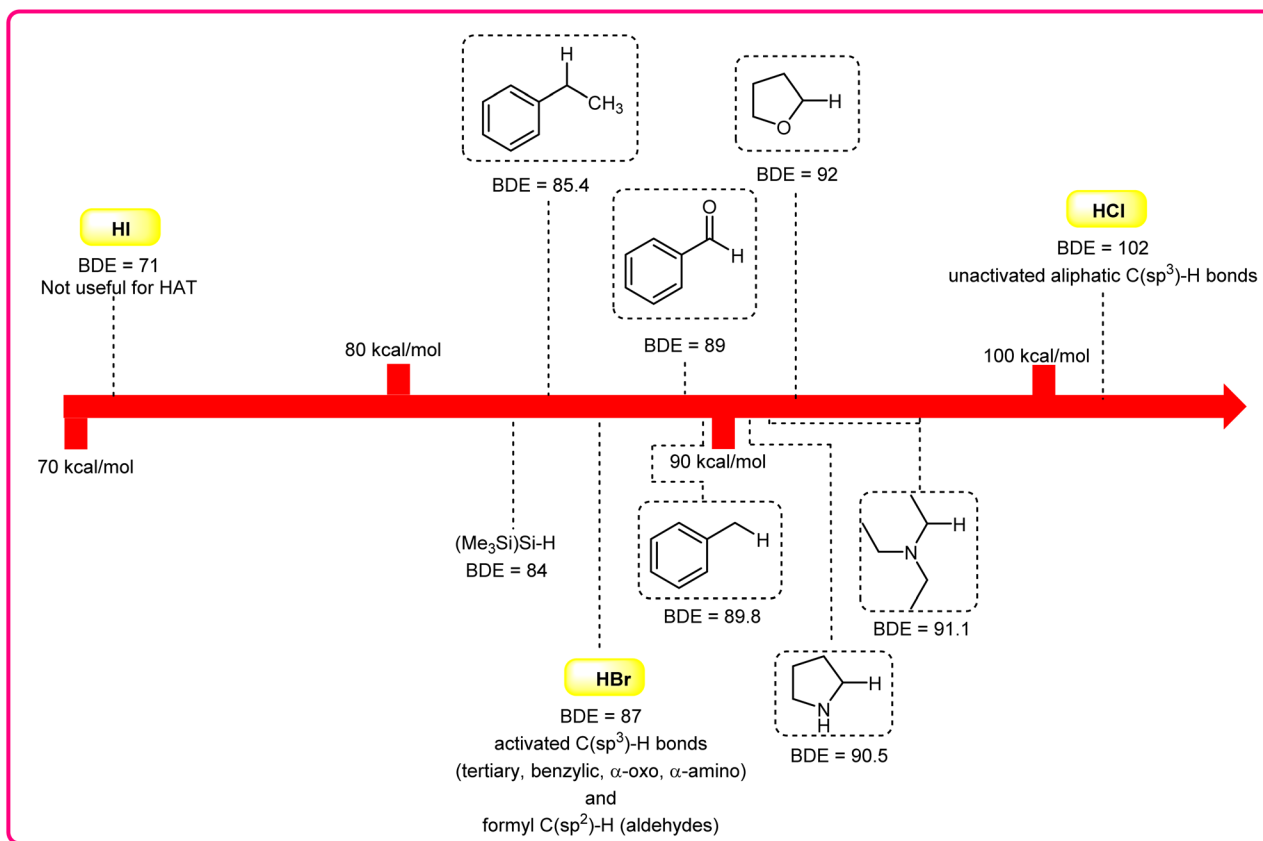 H
CH₃
BDE = 85.4
H
O
BDE = 92
O
H
BDE = 89
HI
BDE = 71
Not useful for HAT
HCl
BDE = 102
unactivated aliphatic C(sp³)-H bonds
80 kcal/mol
100 kcal/mol
70 kcal/mol
90 kcal/mol
(Me₃Si)Si-H
BDE = 84
H
BDE = 89.8
H
N
BDE = 91.1
HBr
BDE = 87
activated C(sp³)-H bonds
(tertiary, benzylic, α-oxo, α-amino)
and
formyl C(sp²)-H (aldehydes)
H
N
H
BDE = 90.5